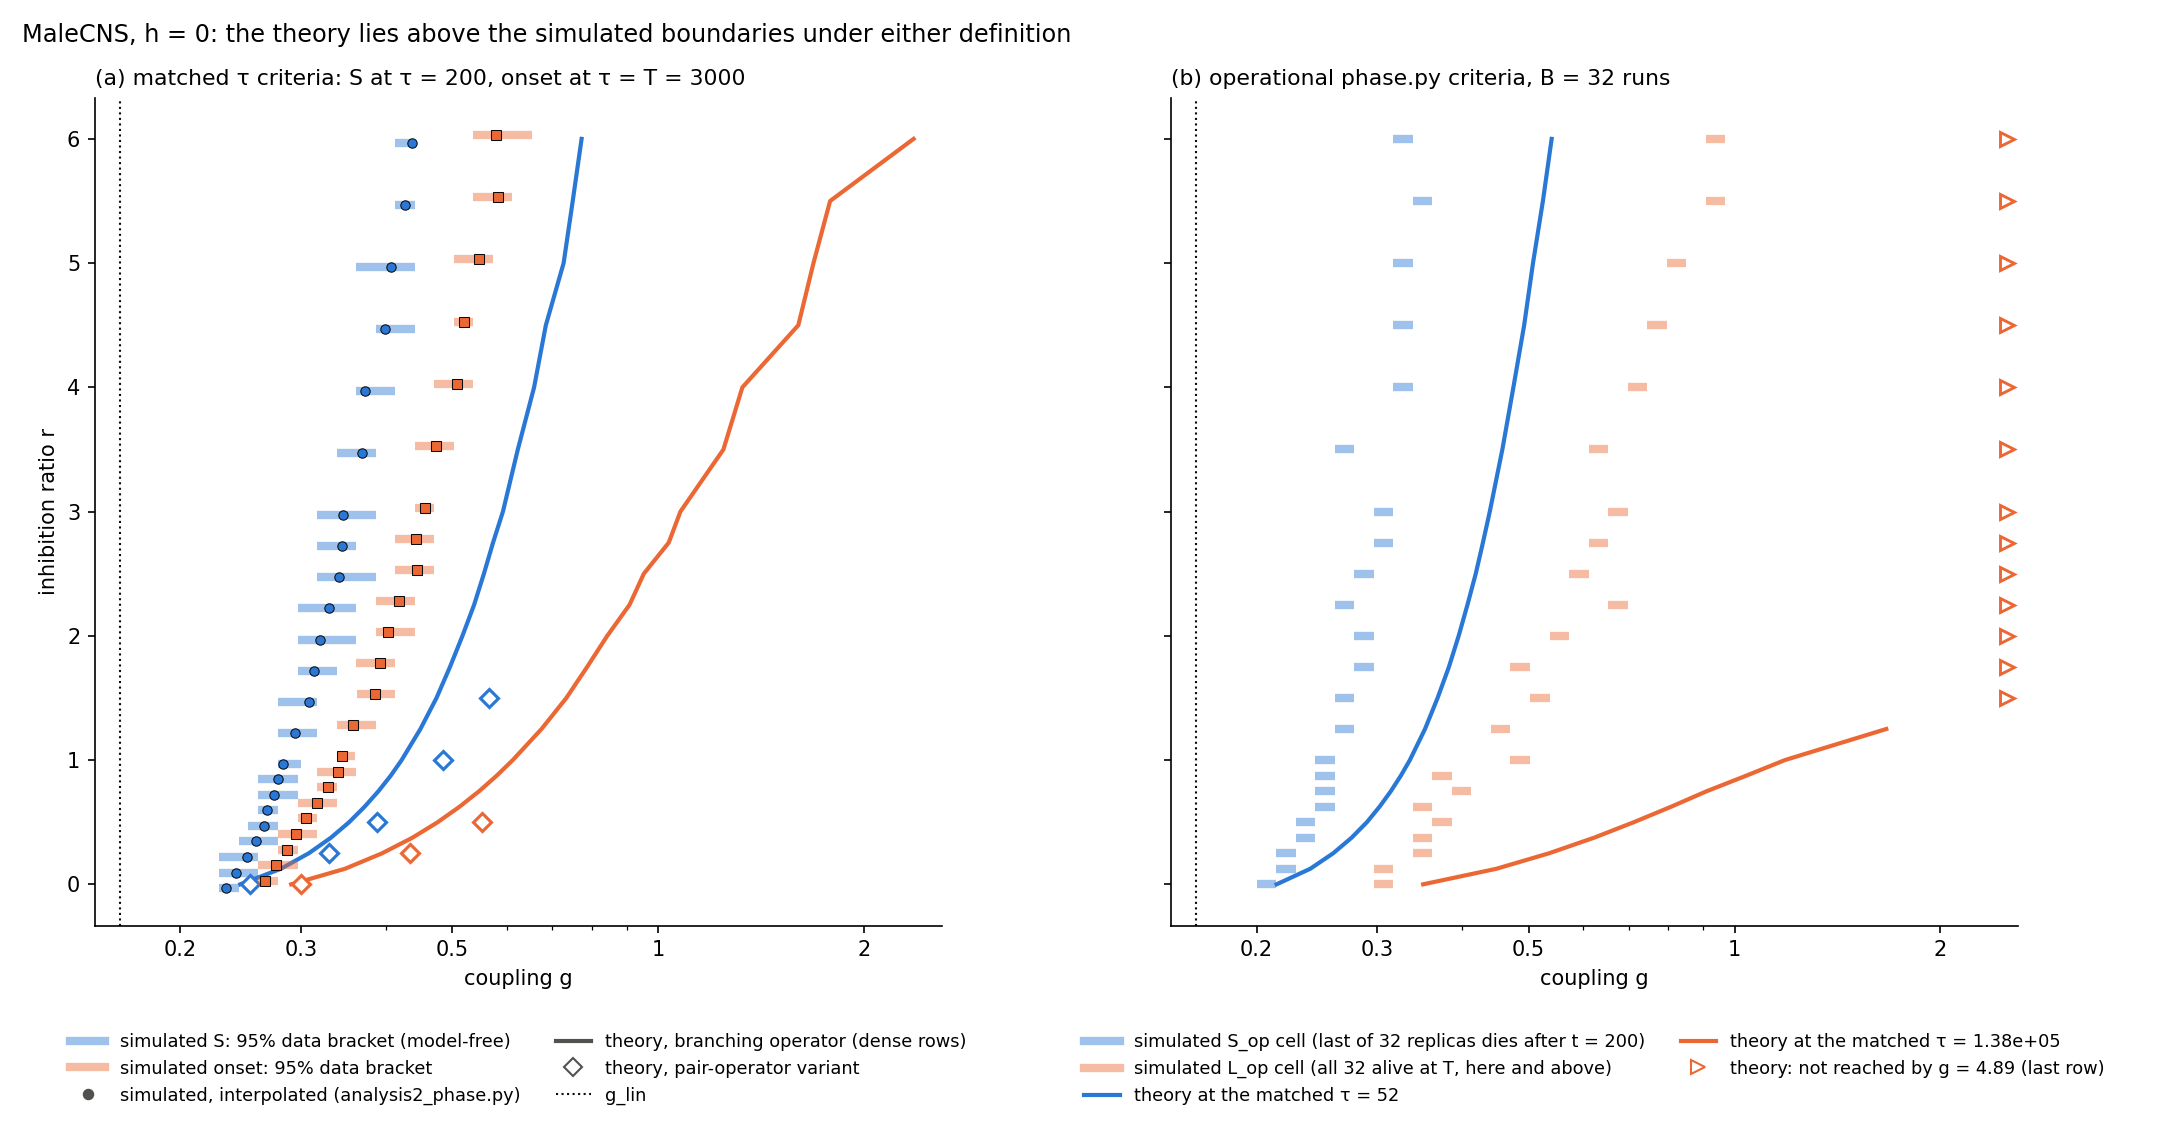 MaleCNS, h = 0: the theory lies above the simulated boundaries under either definition
(a) matched τ criteria: S at τ = 200, onset at τ = T = 3000
6
5
4
3
2
1
0
inhibition ratio r
0.2
0.3
0.5
1
2
coupling g
(b) operational phase.py criteria, B = 32 runs
0.2
0.3
0.5
1
2
coupling g
simulated S: 95% data bracket (model-free)
simulated onset: 95% data bracket
simulated, interpolated (analysis2_phase.py)
theory, branching operator (dense rows)
theory, pair-operator variant
g_lin
simulated S_op cell (last of 32 replicas dies after t = 200)
simulated L_op cell (all 32 alive at T, here and above)
theory at the matched τ = 52
theory at the matched τ = 1.38e+05
theory: not reached by g = 4.89 (last row)